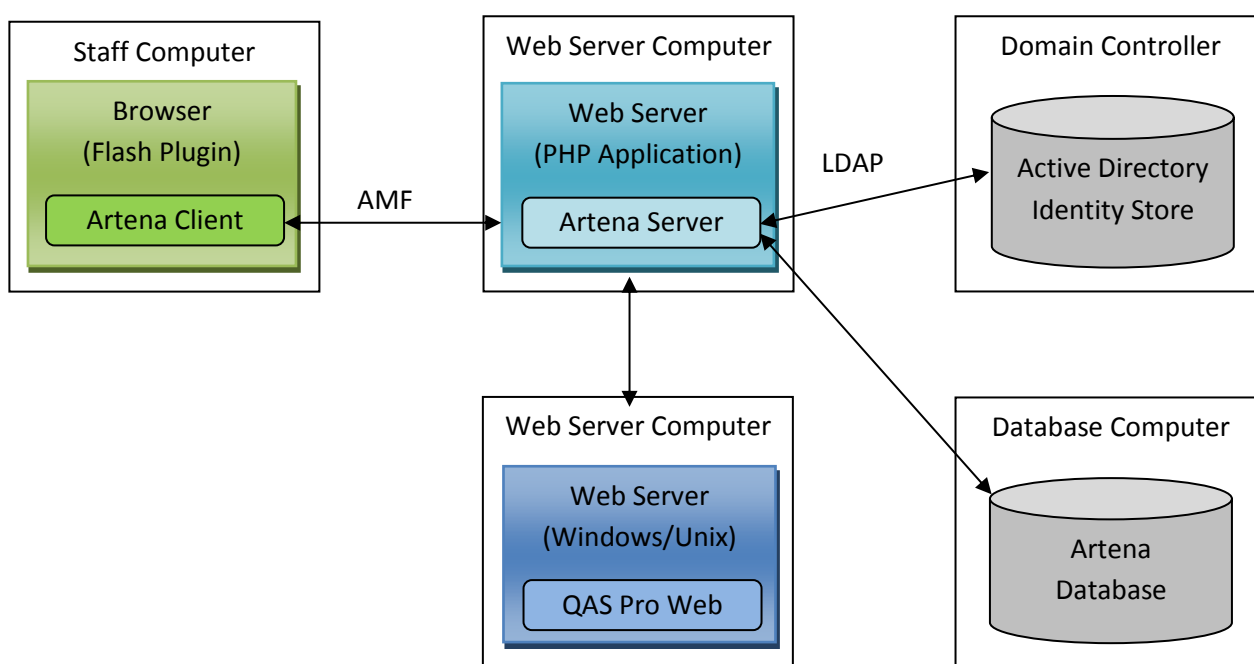 Staff Computer
Browser
(Flash Plugin)
Artena Client
AMF
Web Server Computer
Web Server
(PHP Application)
Artena Server
LDAP
Domain Controller
Active Directory
Identity Store
Web Server Computer
Web Server
(Windows/Unix)
QAS Pro Web
Database Computer
Artena
Database